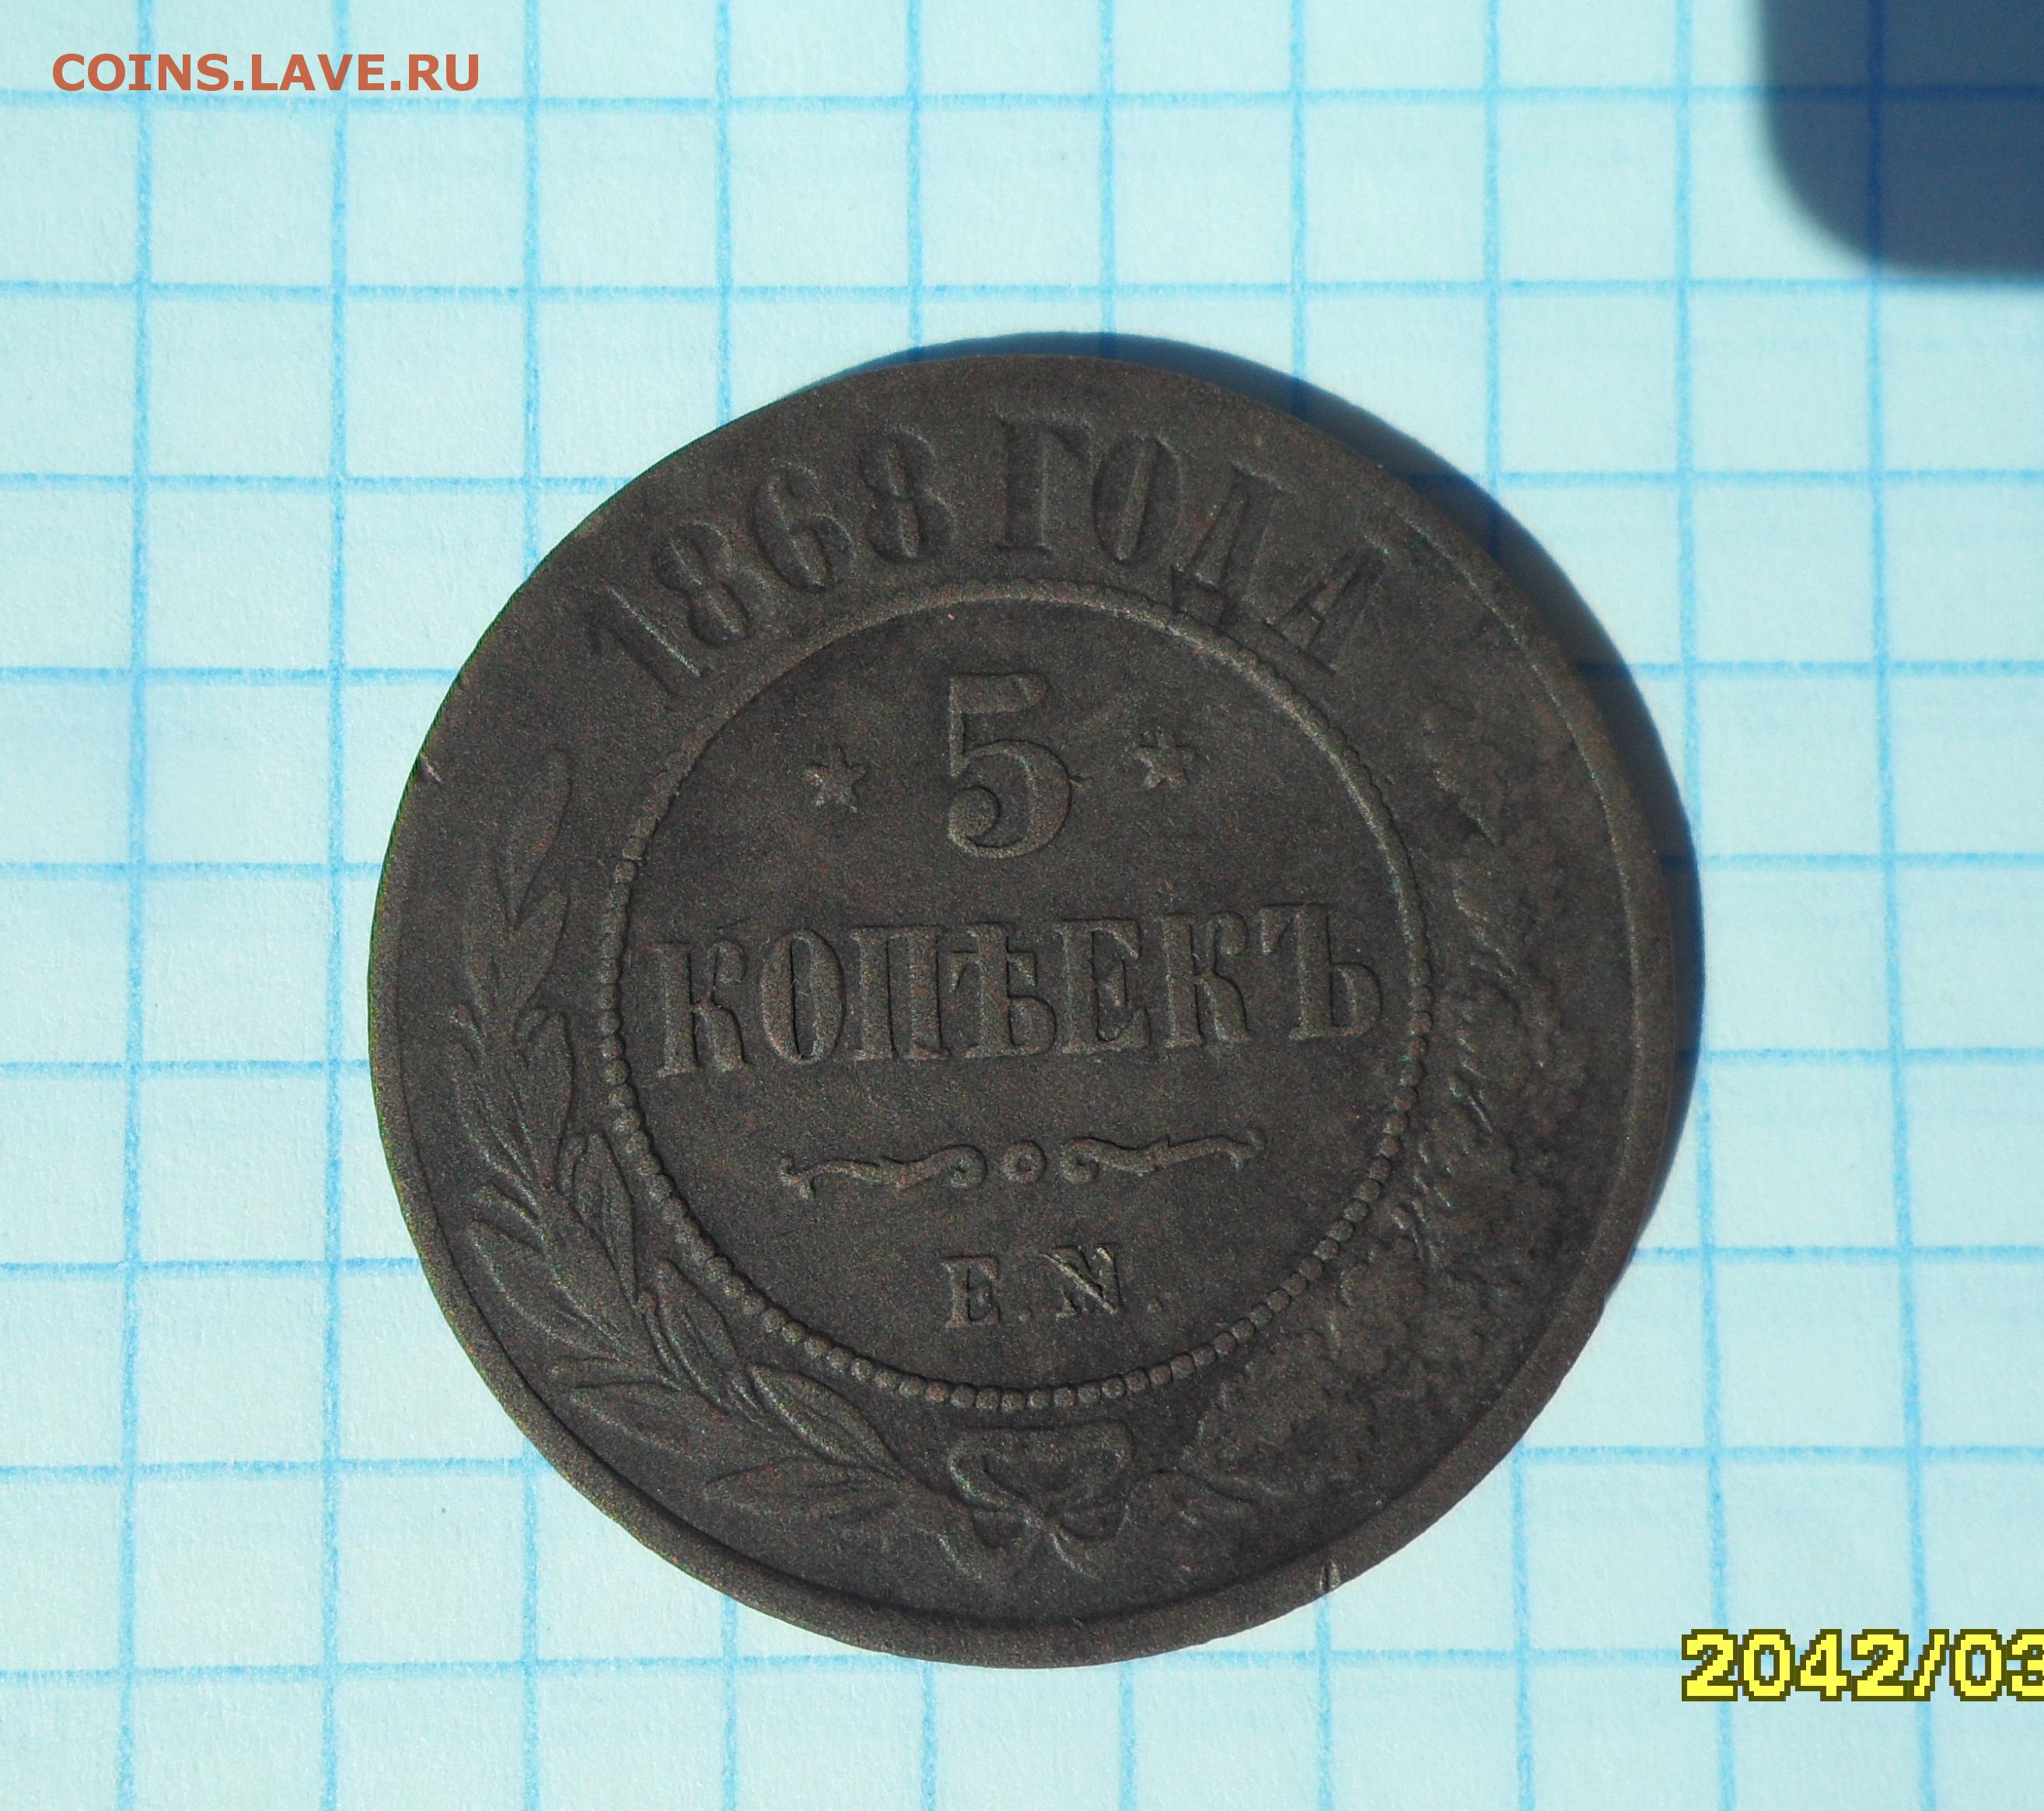 COINS.LAVE.RU
1868 ГОДА
* 5 *
КОПѢЕКЪ
Е.М.
2042/03